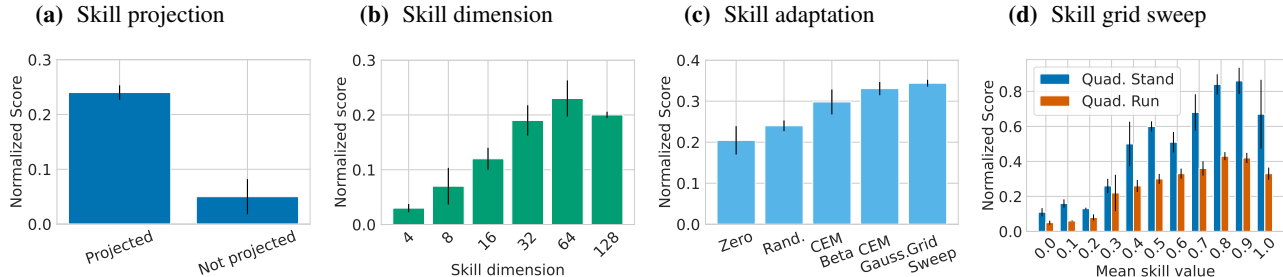 (a) Skill projection
Normalized Score
0.3
0.2
0.1
0.0
Projected
Not projected
(b) Skill dimension
Normalized Score
0.3
0.2
0.1
0.0
4
8
16
32
64
128
Skill dimension
(c) Skill adaptation
Normalized Score
0.4
0.3
0.2
0.1
0.0
Zero
Rand.
CEM
Beta
CEM
Gauss.
Grid
Sweep
(d) Skill grid sweep
Normalized Score
0.8
0.6
0.4
0.2
0.0
Quad. Stand
Quad. Run
0.0
0.1
0.2
0.3
0.4
0.5
0.6
0.7
0.8
0.9
1.0
Mean skill value